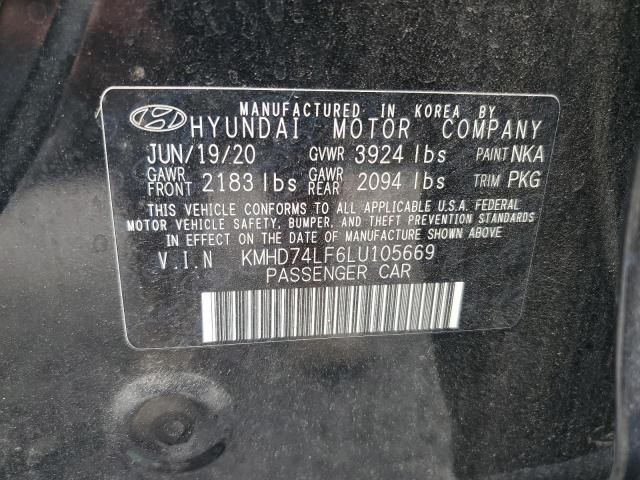 MANUFACTURED IN KOREA BY
HYUNDAI MOTOR COMPANY
JUN/19/20 GVWR 3924 lbs PAINT NKA
GAWR FRONT 2183 lbs GAWR REAR 2094 lbs TRIM PKG
THIS VEHICLE CONFORMS TO ALL APPLICABLE U.S.A. FEDERAL
MOTOR VEHICLE SAFETY, BUMPER, AND THEFT PREVENTION STANDARDS
IN EFFECT ON THE DATE OF MANUFACTURE SHOWN ABOVE
V.I.N KMHD74LF6LU105669
PASSENGER CAR